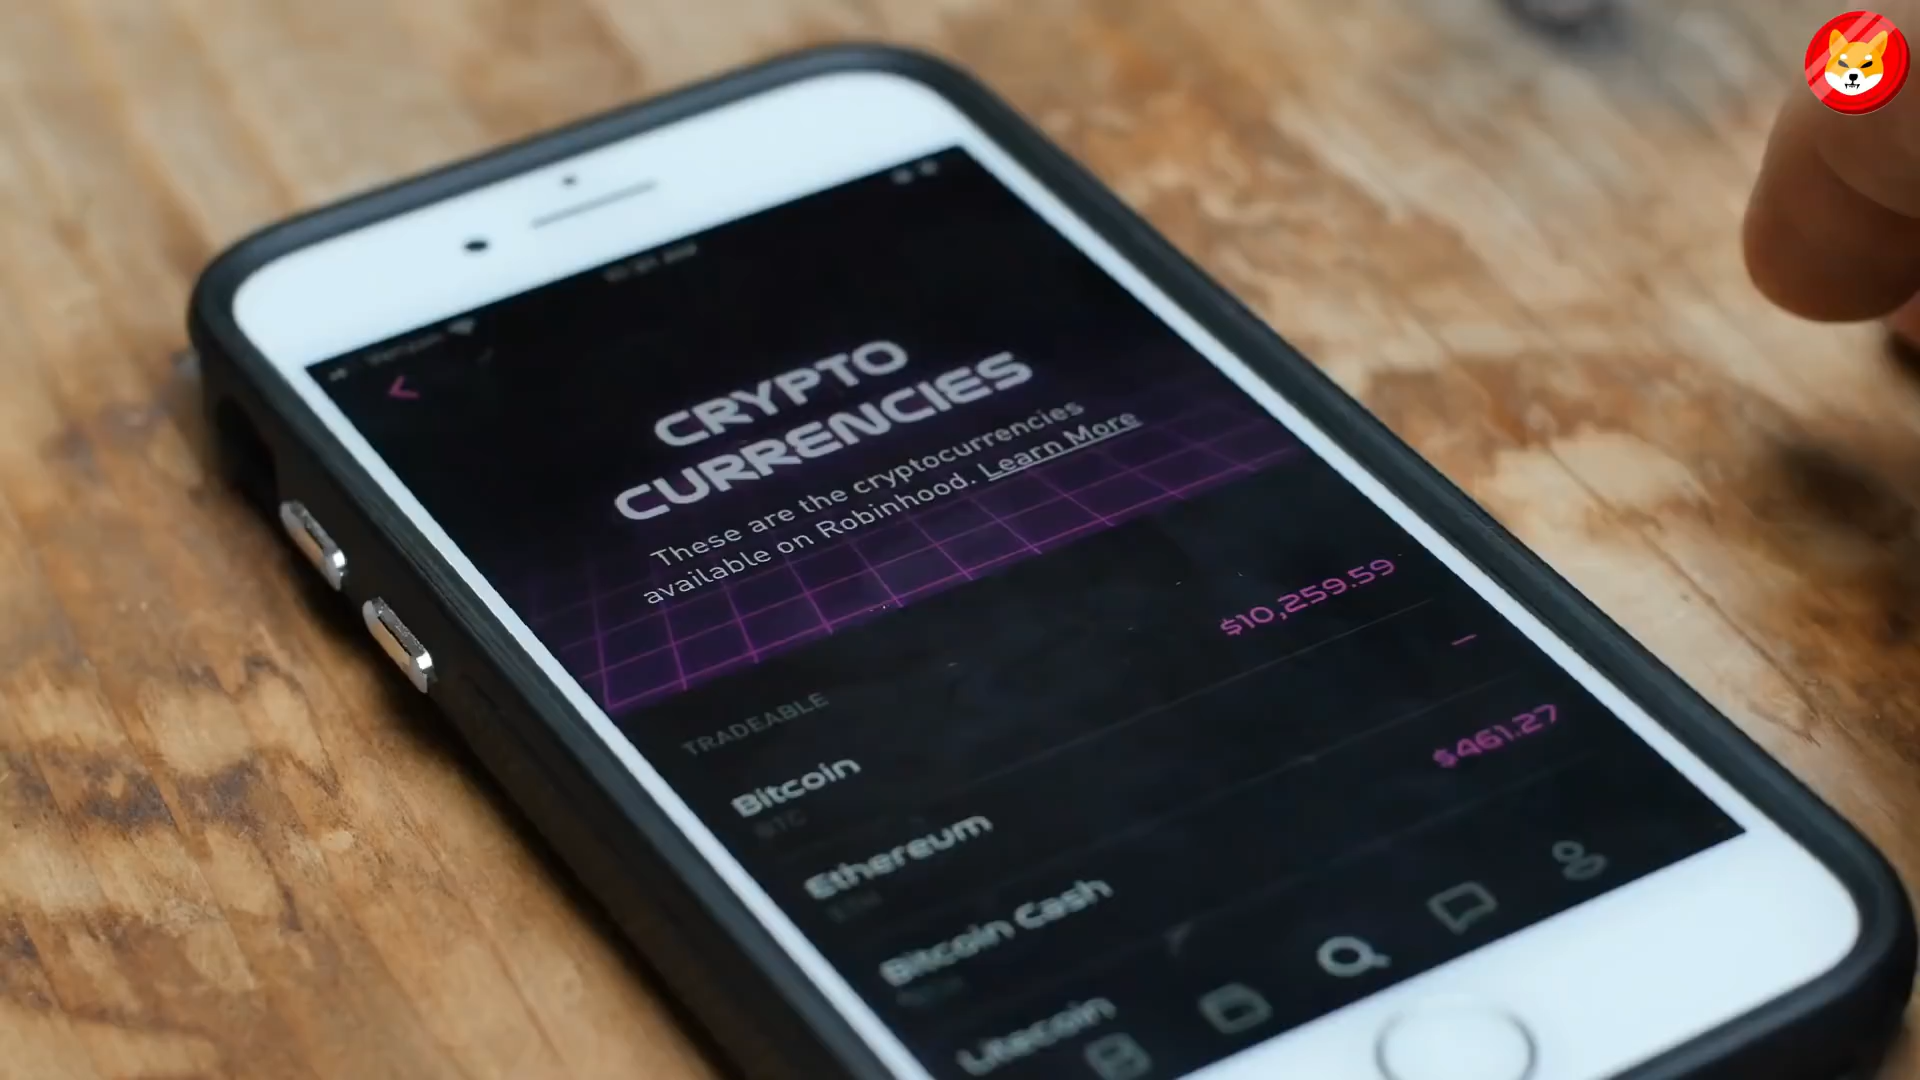 CRYPTO
CURRENCIES
These are the cryptocurrencies
available on Robinhood. Learn More
TRADEABLE
Bitcoin
$10,259.59
BTC
Ethereum
—
Bitcoin Cash
$461.27
Litecoin